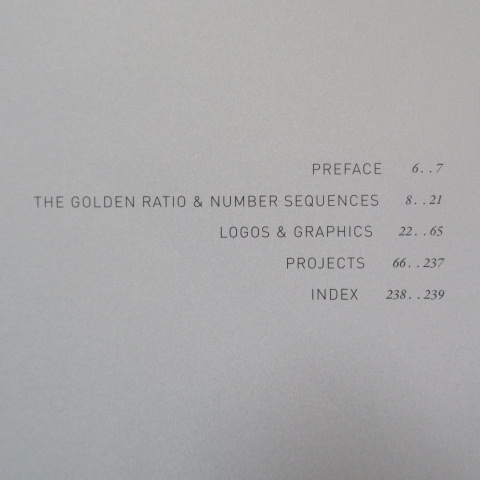 PREFACE 6..7
THE GOLDEN RATIO & NUMBER SEQUENCES 8..21
LOGOS & GRAPHICS 22..65
PROJECTS 66..237
INDEX 238..239